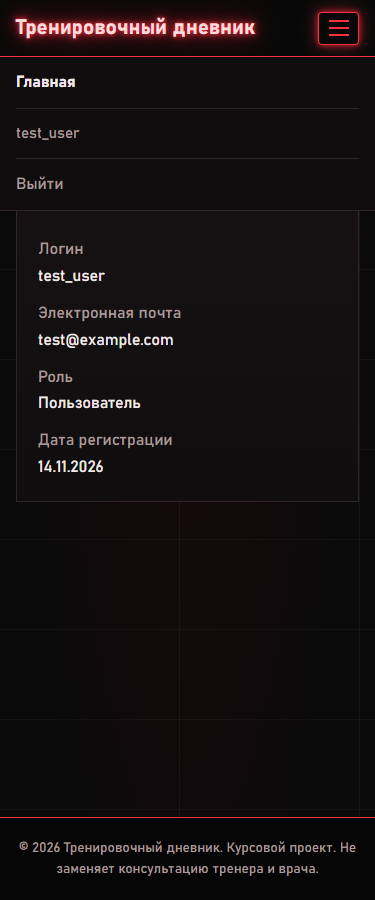 Тренировочный дневник
Главная
test_user
Выйти
Логин
test_user
Электронная почта
test@example.com
Роль
Пользователь
Дата регистрации
14.11.2026
© 2026 Тренировочный дневник. Курсовой проект. Не
заменяет консультацию тренера и врача.